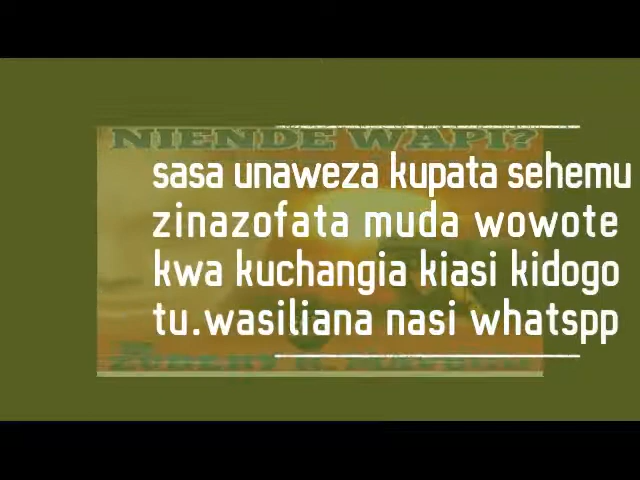 NIENDE WAPI?
sasa unaweza kupata sehemu
zinazofata muda wowote
kwa kuchangia kiasi kidogo
tu.wasiliana nasi whatspp